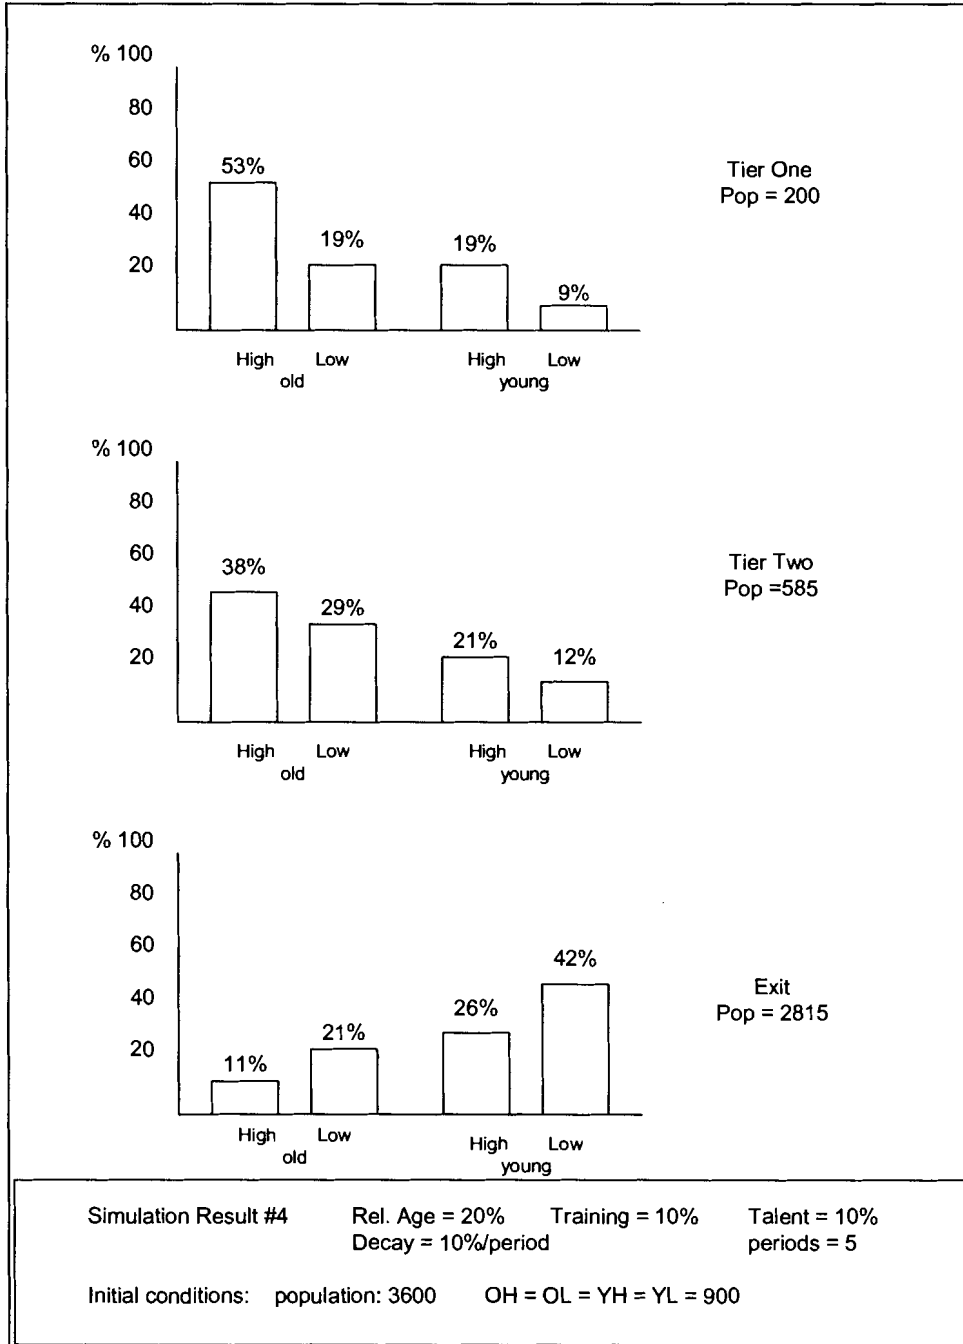 % 100
80
60
40
20
53%
19%
19%
9%
High Low High Low
old young
Tier One
Pop = 200
% 100
80
60
40
20
38%
29%
21%
12%
High Low High Low
old young
Tier Two
Pop =585
% 100
80
60
40
20
11%
21%
26%
42%
High Low High Low
old young
Exit
Pop = 2815
Simulation Result #4 Rel. Age = 20% Training = 10% Talent = 10%
Decay = 10%/period periods = 5
Initial conditions: population: 3600 OH = OL = YH = YL = 900